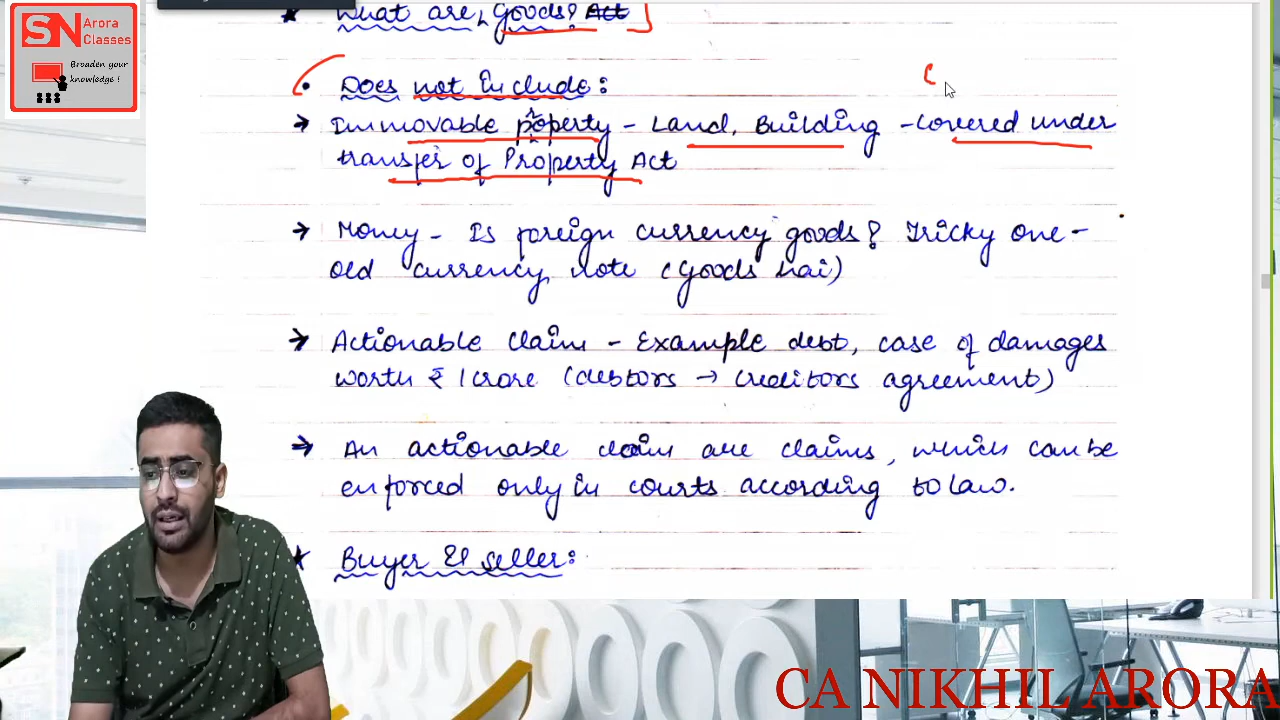 SN Arora Classes
Broaden your knowledge !
★ What are Goods? Act
• Does not Include:
→ Immovable property - Land, Building - Covered under
transfer of Property Act
→ Money - Is foreign currency goods? Tricky one -
old currency note (Goods hai)
→ Actionable Claim - Example debt, case of damages
worth ₹ 1 crore (debtors → Creditors agreement)
→ An actionable claim are claims, which can be
enforced only in courts according to law.
★ Buyer & seller:
CA NIKHIL ARORA